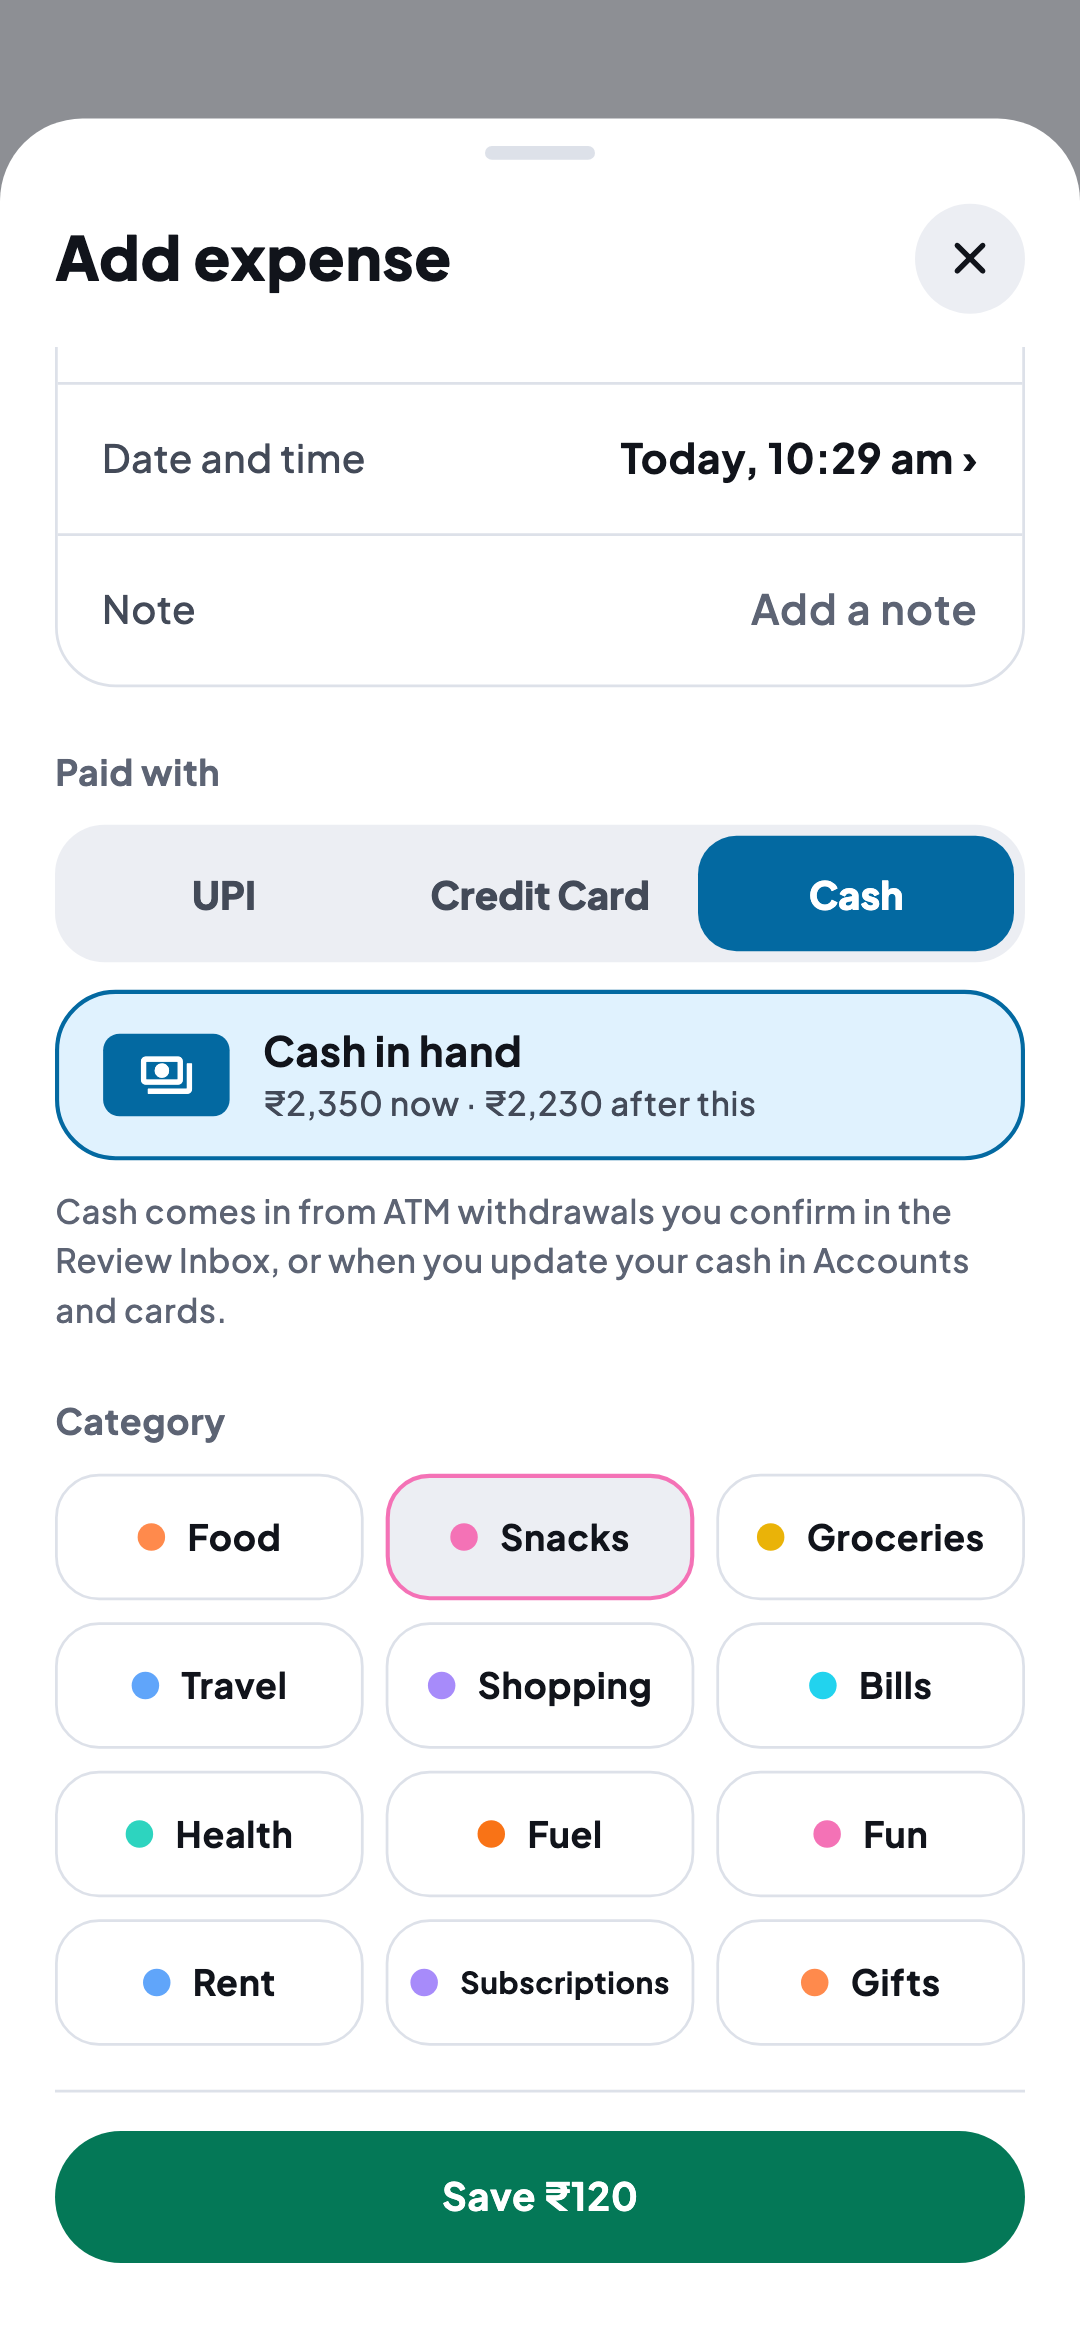 Add expense
Date and time
Today, 10:29 am ›
Note
Add a note
Paid with
UPI
Credit Card
Cash
Cash in hand
₹2,350 now · ₹2,230 after this
Cash comes in from ATM withdrawals you confirm in the
Review Inbox, or when you update your cash in Accounts
and cards.
Category
Food
Snacks
Groceries
Travel
Shopping
Bills
Health
Fuel
Fun
Rent
Subscriptions
Gifts
Save ₹120